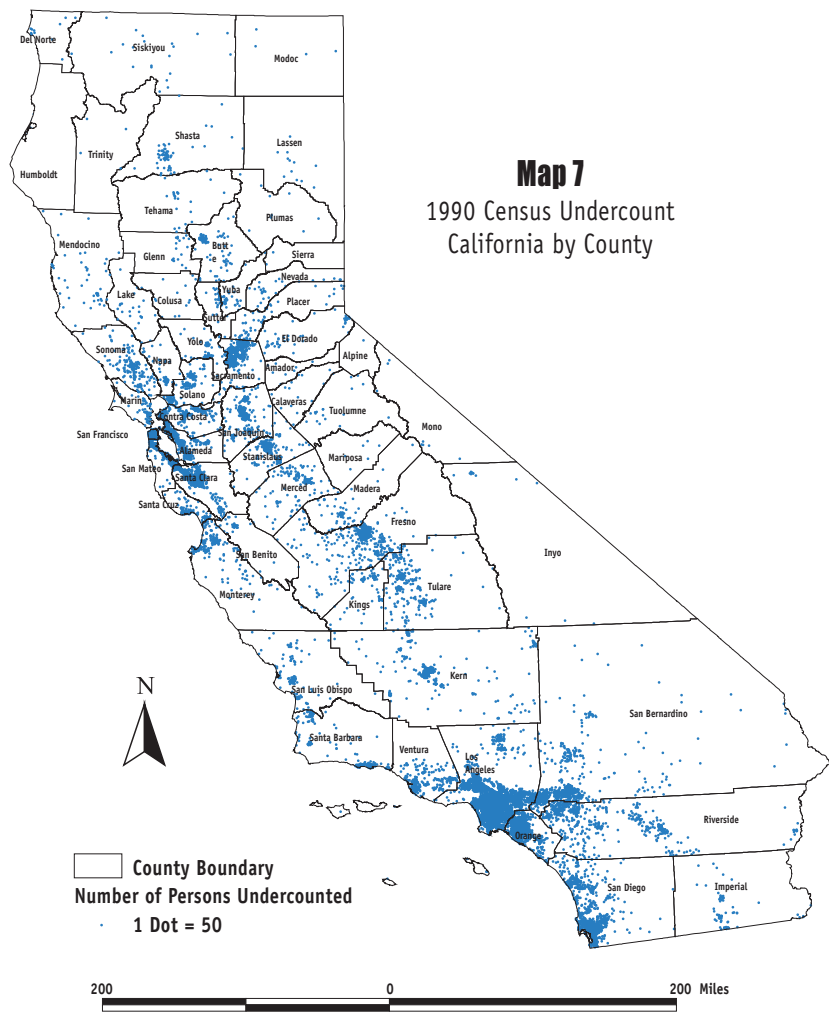 Map 7
1990 Census Undercount
California by County
Del Norte
Siskiyou
Modoc
Shasta
Lassen
Trinity
Humboldt
Tehama
Plumas
Mendocino
Glenn
Butt
e
Sierra
Nevada
Lake
Colusa
Yuba
Placer
Sutter
Yolo
El Dorado
Sonoma
Napa
Sacramento
Alpine
Amador
Solano
Marin
Calaveras
Tuolumne
Contra Costa
San Joaquin
Mono
San Francisco
Alameda
Stanislaus
Mariposa
San Mateo
Santa Clara
Merced
Madera
Santa Cruz
Fresno
San Benito
Inyo
Monterey
Tulare
Kings
N
San Luis Obispo
Kern
San Bernardino
Santa Barbara
Ventura
Los
Angeles
Riverside
Orange
San Diego
Imperial
County Boundary
Number of Persons Undercounted
1 Dot = 50
200
0
200 Miles